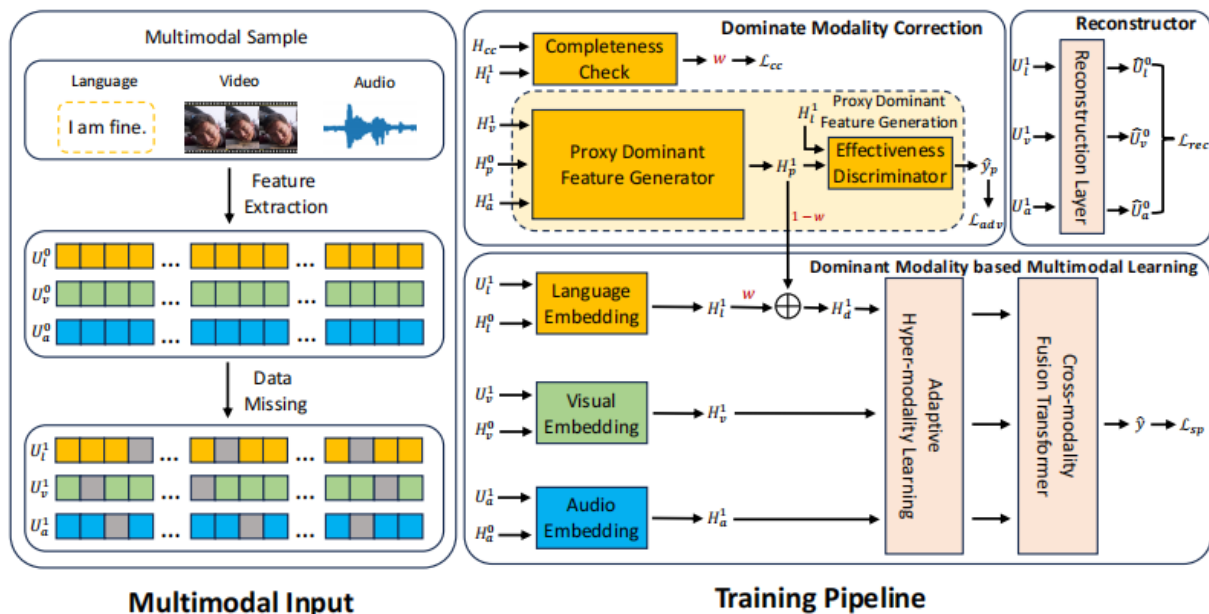 Multimodal Sample
Language
Video
Audio
I am fine.
Feature
Extraction
U_l^0
...
...
U_v^0
...
...
U_a^0
...
...
Data
Missing
U_l^1
...
...
U_v^1
...
...
U_a^1
...
...
Multimodal Input
Dominate Modality Correction
H_cc
H_l^1
Completeness
Check
w
ℒ_cc
H_v^1
H_p^0
H_a^1
Proxy Dominant
Feature Generator
H_p^1
Proxy Dominant
Feature Generation
H_l^1
Effectiveness
Discriminator
ŷ_p
ℒ_adv
1 − w
Reconstructor
U_l^1
U_v^1
U_a^1
Reconstruction Layer
Û_l^0
Û_v^0
Û_a^0
ℒ_rec
Dominant Modality based Multimodal Learning
U_l^1
H_l^0
Language
Embedding
H_l^1
w
H_d^1
U_v^1
H_v^0
Visual
Embedding
H_v^1
U_a^1
H_a^0
Audio
Embedding
H_a^1
Adaptive
Hyper-modality Learning
Cross-modality
Fusion Transformer
ŷ
ℒ_sp
Training Pipeline